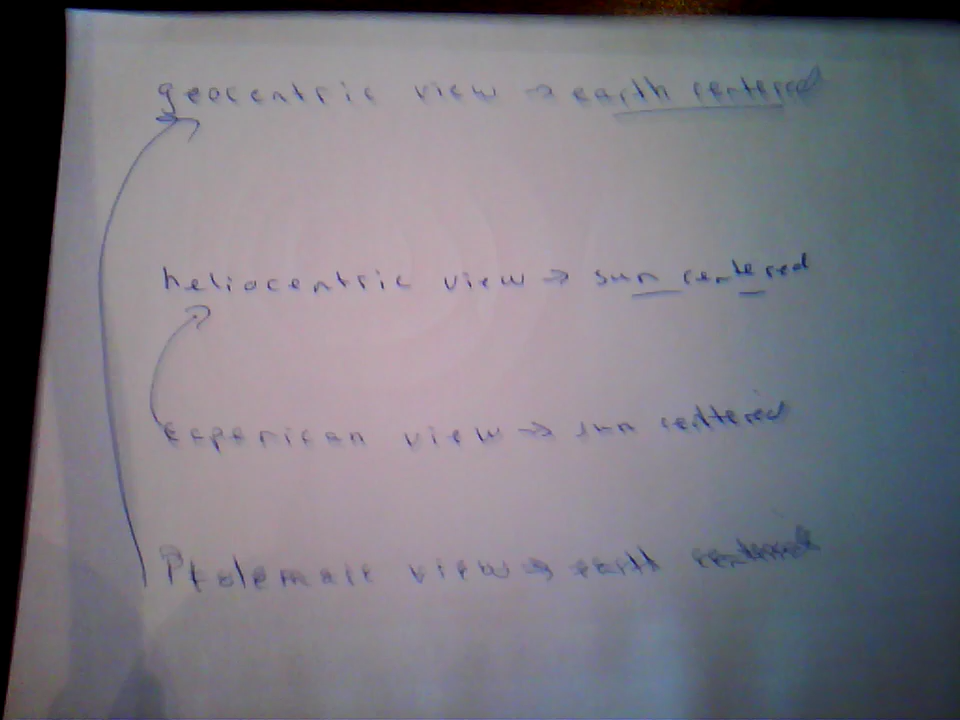 geocentric view → earth centered
heliocentric view → sun centered
view → sun centered
Ptolemaic view → earth centered